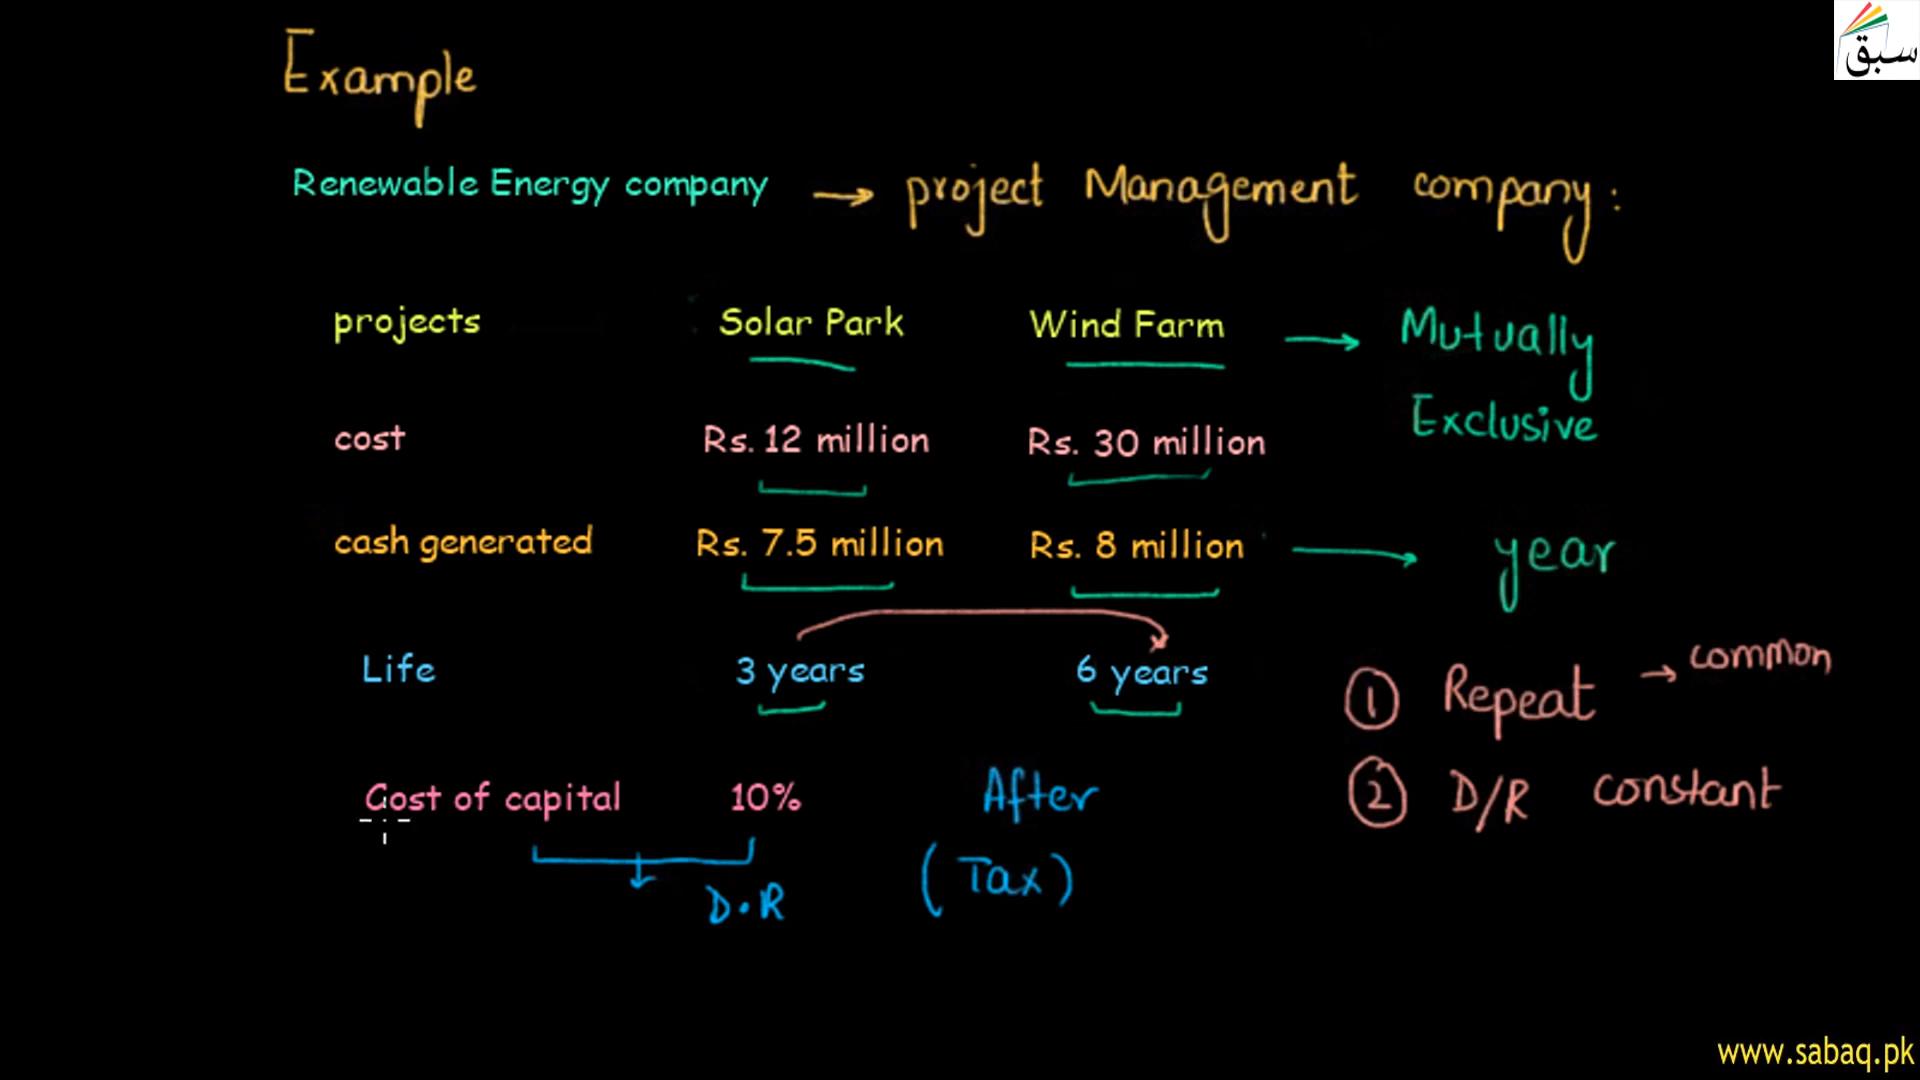 سبق
Example
Renewable Energy company → project Management company:
projects Solar Park Wind Farm → Mutually
Exclusive
cost Rs. 12 million Rs. 30 million
cash generated Rs. 7.5 million Rs. 8 million → year
Life 3 years 6 years
① Repeat → common
Cost of capital 10% After
② D/R constant
D.R (Tax)
www.sabaq.pk